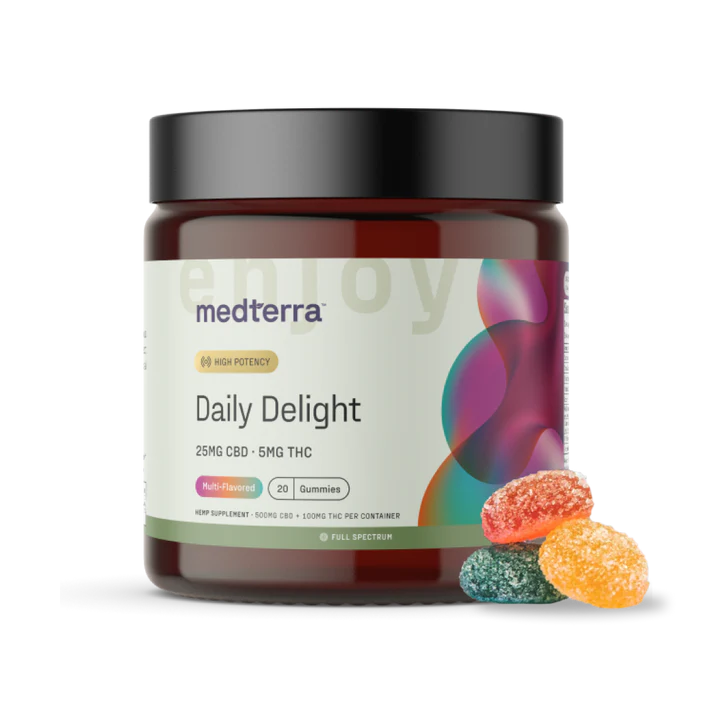 enjoy
medterra™
HIGH POTENCY
Daily Delight
25MG CBD · 5MG THC
Multi-Flavored 20 Gummies
HEMP SUPPLEMENT · 500MG CBD + 100MG THC PER CONTAINER
FULL SPECTRUM